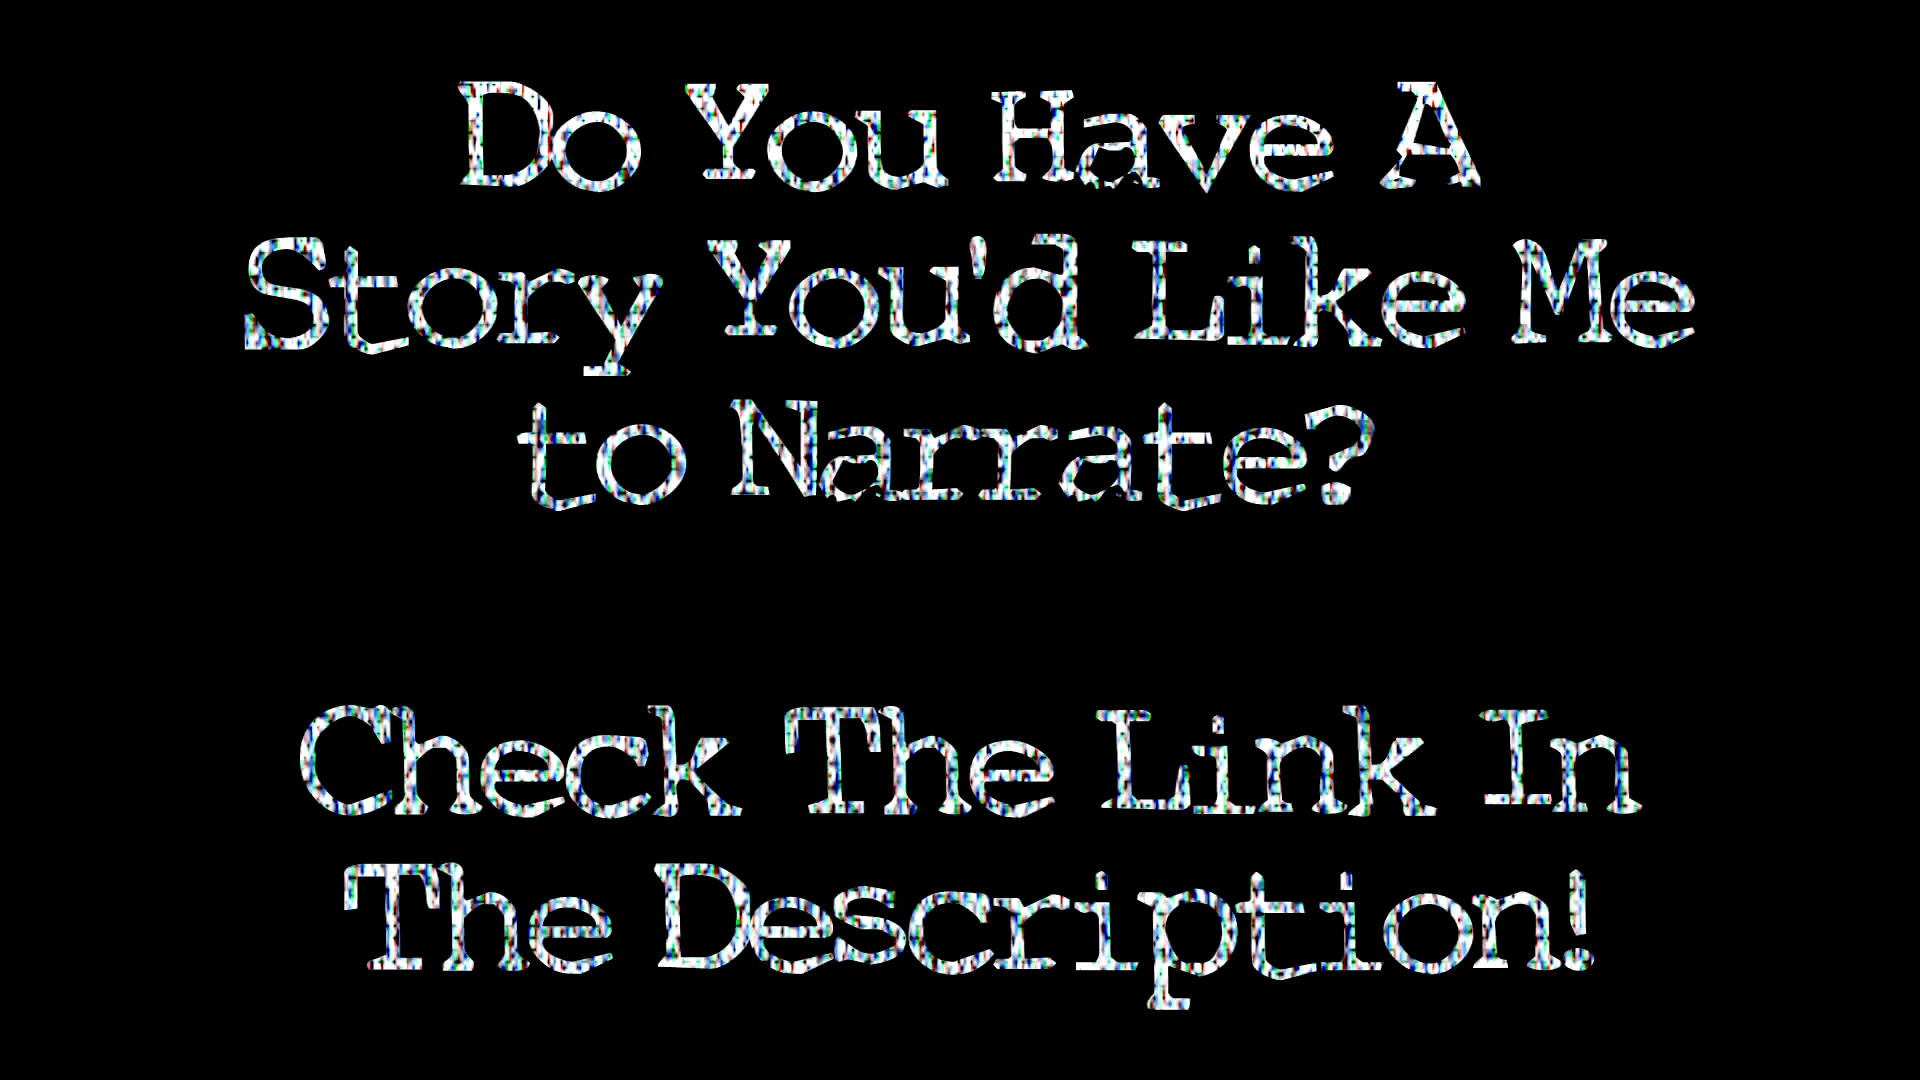 Do You Have A
Story You'd Like Me
to Narrate?
Check The Link In
The Description!